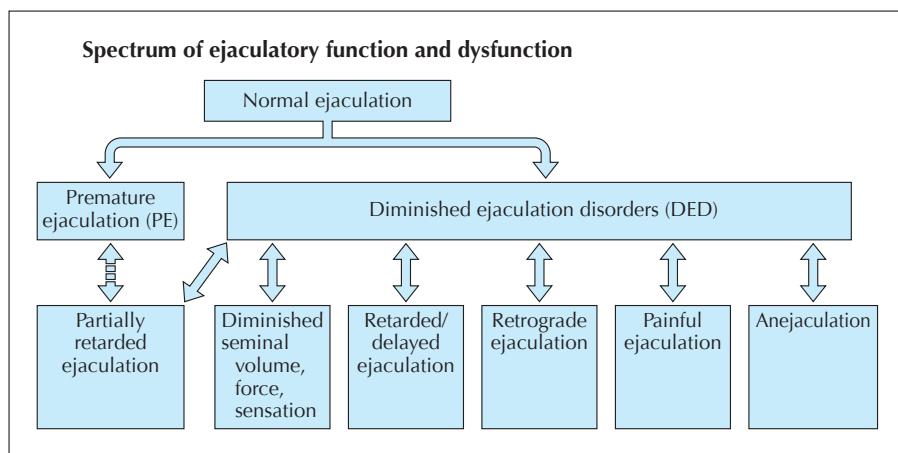 Spectrum of ejaculatory function and dysfunction
Normal ejaculation
Premature
ejaculation (PE)
Diminished ejaculation disorders (DED)
Partially
retarded
ejaculation
Diminished
seminal
volume,
force,
sensation
Retarded/
delayed
ejaculation
Retrograde
ejaculation
Painful
ejaculation
Anejaculation